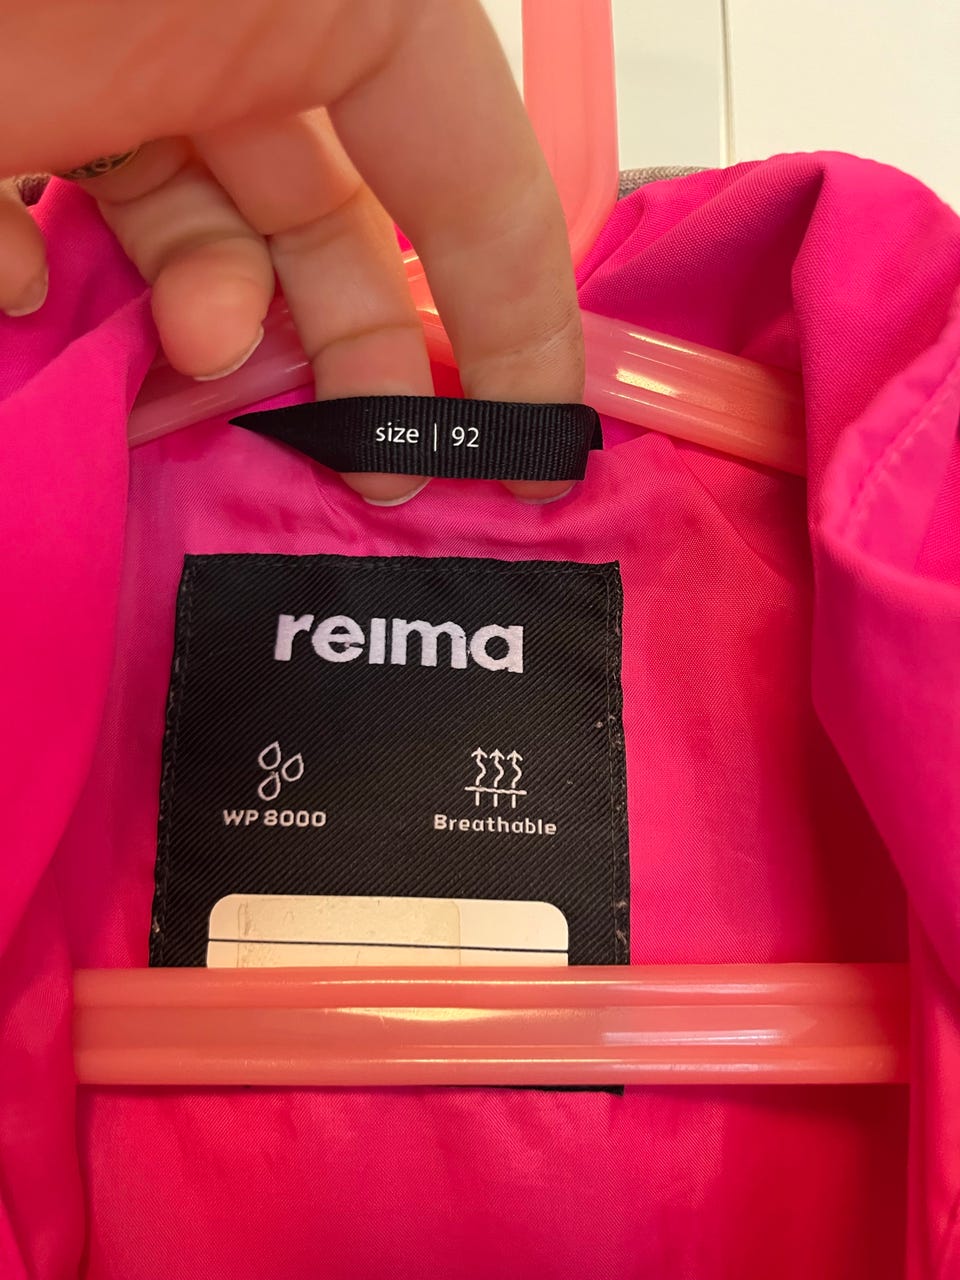 size | 92
reima
WP 8000
Breathable